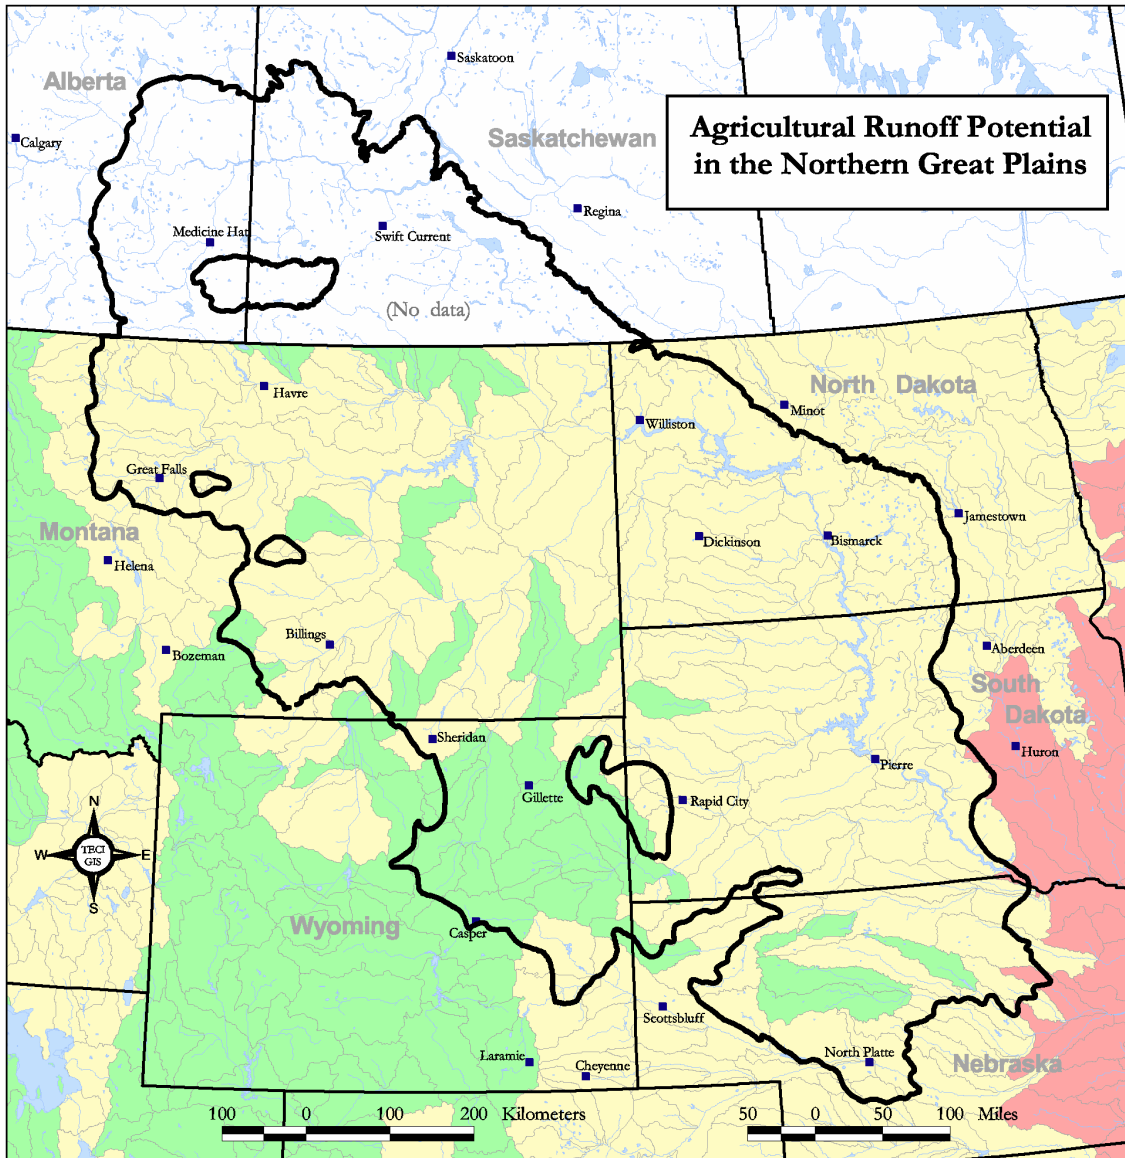 Saskatoon
Alberta
Agricultural Runoff Potential
in the Northern Great Plains
Calgary
Saskatchewan
Regina
Medicine Hat
Swift Current
(No data)
North Dakota
Havre
Minot
Williston
Great Falls
Jamestown
Montana
Dickinson
Bismarck
Helena
Billings
Bozeman
Aberdeen
South
Dakota
Sheridan
Huron
Pierre
Gillette
Rapid City
N
W
TECI
GIS
E
S
Wyoming
Casper
Scottsbluff
Laramie
Cheyenne
North Platte
Nebraska
100 0 100 200 Kilometers
50 0 50 100 Miles